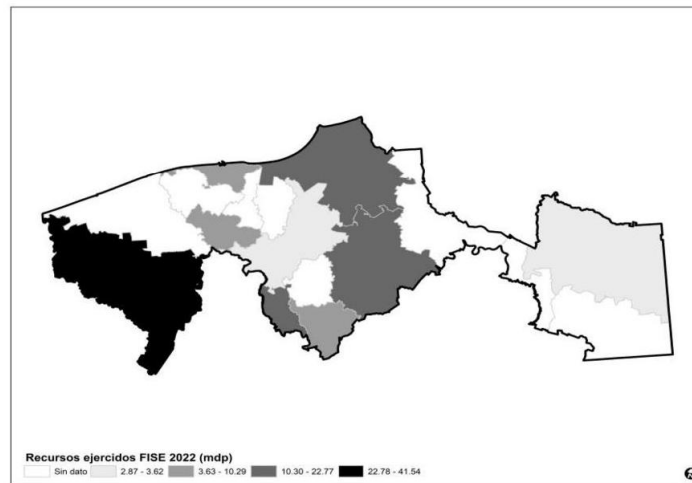 Recursos ejercidos FISE 2022 (mdp)
Sin dato 2.87 - 3.62 3.63 - 10.29 10.30 - 22.77 22.78 - 41.54